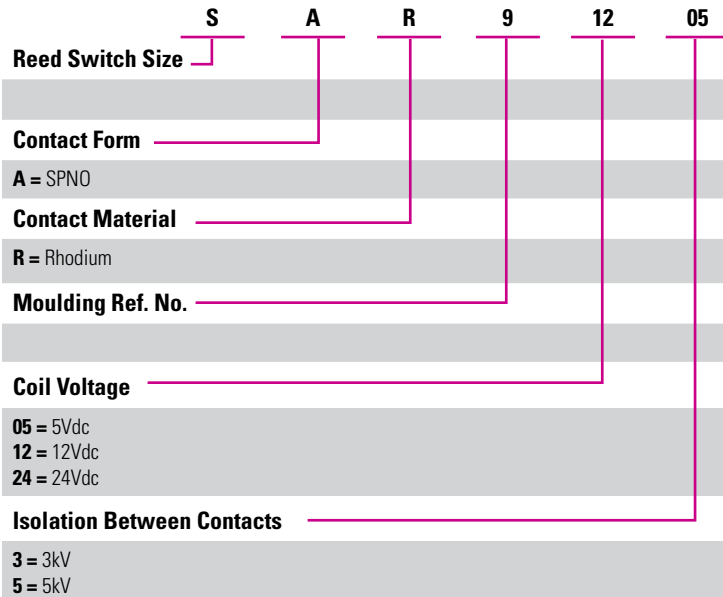 S A R 9 12 05
Reed Switch Size
Contact Form
A = SPNO
Contact Material
R = Rhodium
Moulding Ref. No.
Coil Voltage
05 = 5Vdc
12 = 12Vdc
24 = 24Vdc
Isolation Between Contacts
3 = 3kV
5 = 5kV